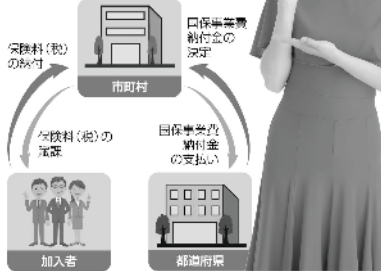 保険料(税)
の納付
国保事業費
納付金の
決定
市町村
保険料(税)の
賦課
国保事業費
納付金
の支払い
加入者
都道府県